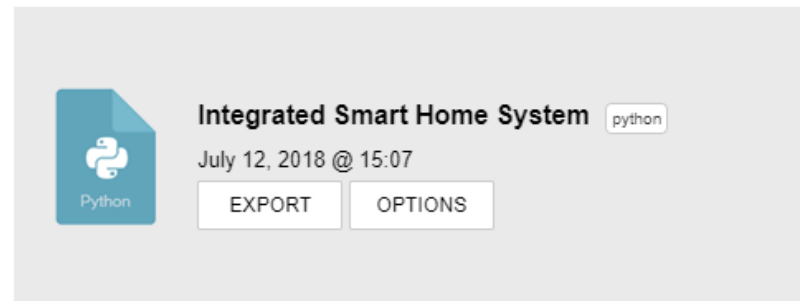 Integrated Smart Home System python
July 12, 2018 @ 15:07
Python
EXPORT OPTIONS